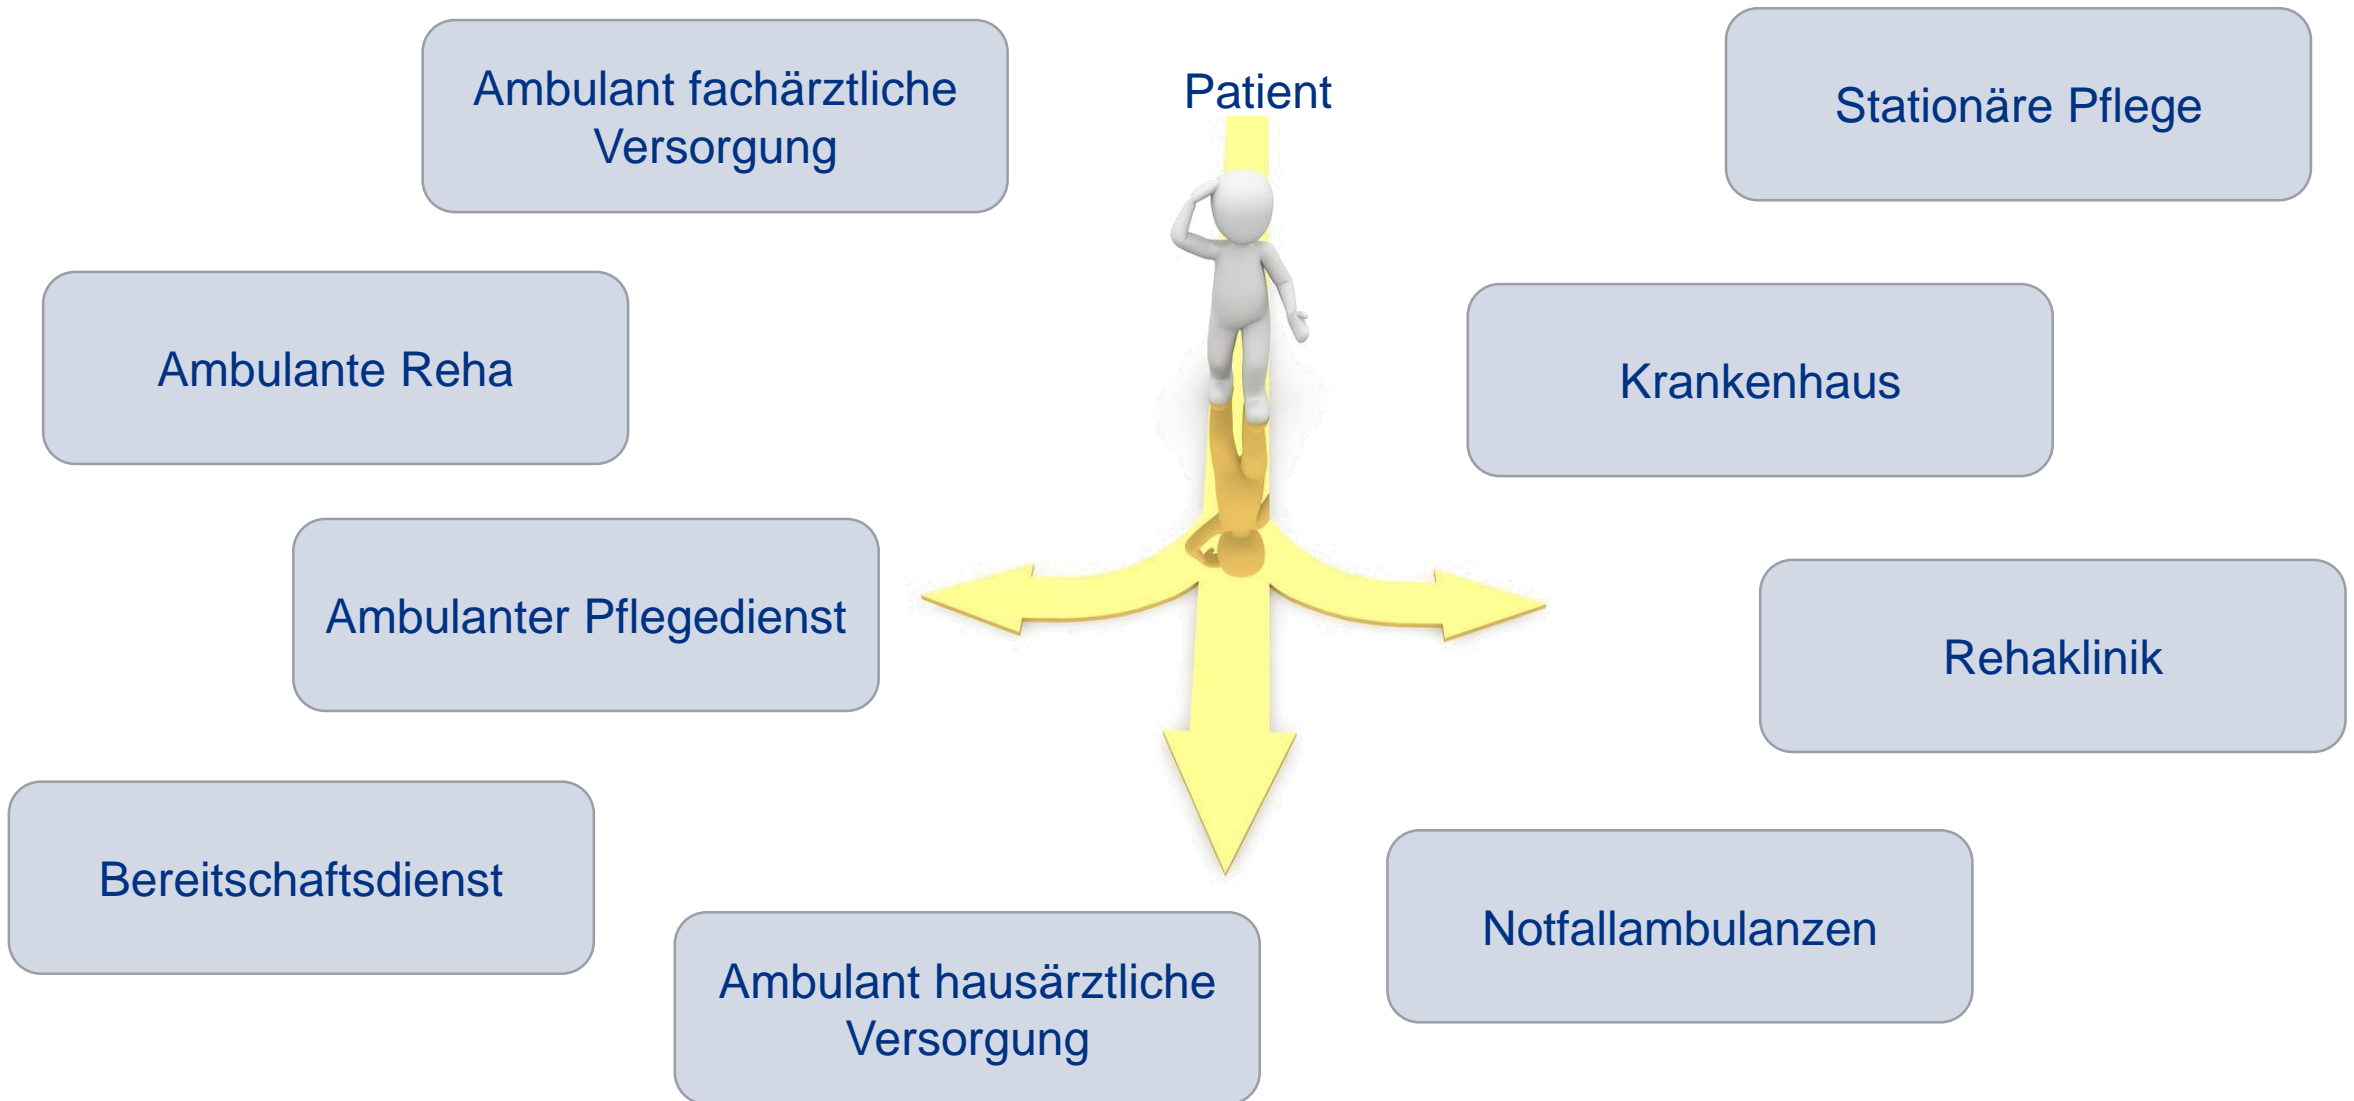 Ambulant fachärztliche
Versorgung
Patient
Stationäre Pflege
Ambulante Reha
Krankenhaus
Ambulanter Pflegedienst
Rehaklinik
Bereitschaftsdienst
Notfallambulanzen
Ambulant hausärztliche
Versorgung